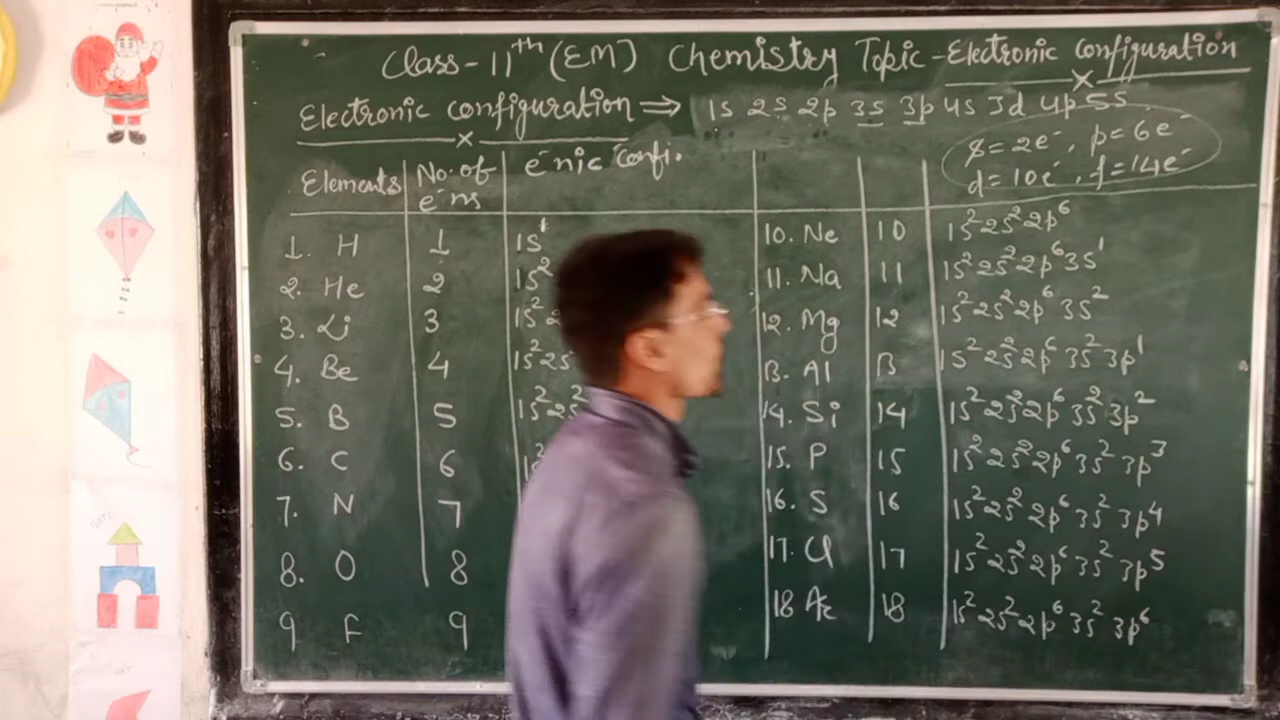 Class-11th (EM) Chemistry Topic-Electronic Configuration
Electronic configuration ⇒ 1s 2s 2p 3s 3p 4s 3d 4p 5s
s=2e⁻, p=6e⁻
d=10e⁻, f=14e⁻
Elements No. of e⁻ns e⁻nic Confi.
1. H 1 1s¹
2. He 2 1s²
3. Li 3 1s²
4. Be 4 1s² 2s
5. B 5 1s² 2s²
6. C 6
7. N 7
8. O 8
9 F 9
10. Ne 10 1s² 2s² 2p⁶
11. Na 11 1s² 2s² 2p⁶ 3s¹
12. Mg 12 1s² 2s² 2p⁶ 3s²
13. Al 13 1s² 2s² 2p⁶ 3s² 3p¹
14. Si 14 1s² 2s² 2p⁶ 3s² 3p²
15. P 15 1s² 2s² 2p⁶ 3s² 3p³
16. S 16 1s² 2s² 2p⁶ 3s² 3p⁴
17. Cl 17 1s² 2s² 2p⁶ 3s² 3p⁵
18 Ar 18 1s² 2s² 2p⁶ 3s² 3p⁶